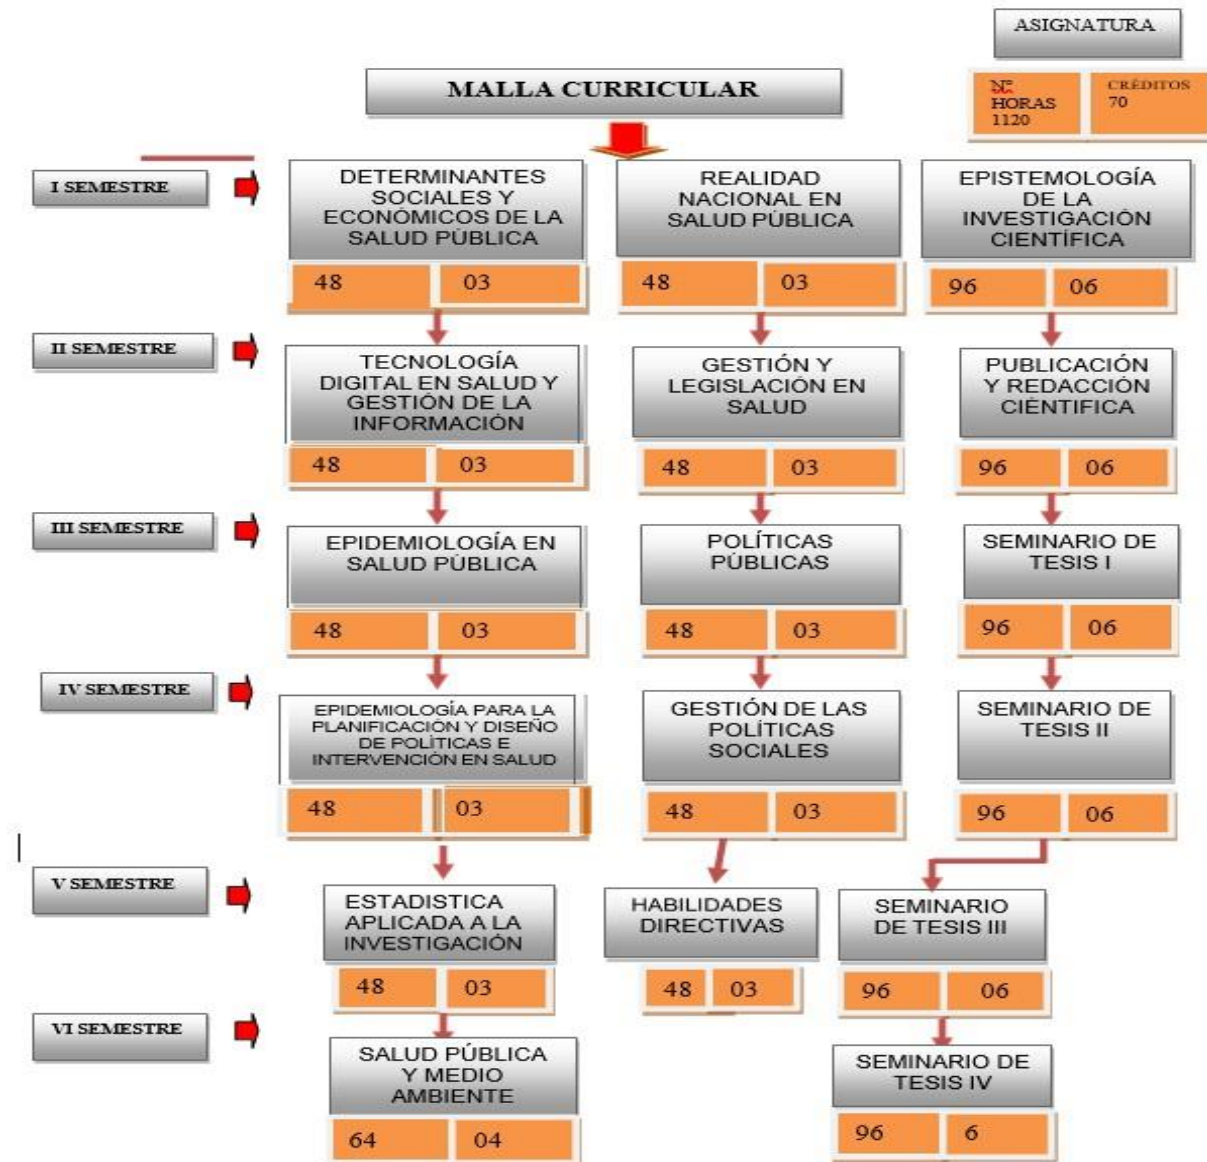 ASIGNATURA
MALLA CURRICULAR
Nº
HORAS
1120
CRÉDITOS
70
I SEMESTRE
DETERMINANTES
SOCIALES Y
ECONÓMICOS DE LA
SALUD PÚBLICA
48
03
REALIDAD
NACIONAL EN
SALUD PÚBLICA
48
03
EPISTEMOLOGÍA
DE LA
INVESTIGACIÓN
CIENTÍFICA
96
06
II SEMESTRE
TECNOLOGÍA
DIGITAL EN SALUD Y
GESTIÓN DE LA
INFORMACIÓN
48
03
GESTIÓN Y
LEGISLACIÓN EN
SALUD
48
03
PUBLICACIÓN
Y REDACCIÓN
CIÉNTIFICA
96
06
III SEMESTRE
EPIDEMIOLOGÍA EN
SALUD PÚBLICA
48
03
POLÍTICAS
PÚBLICAS
48
03
SEMINARIO DE
TESIS I
96
06
IV SEMESTRE
EPIDEMIOLOGÍA PARA LA
PLANIFICACIÓN Y DISEÑO
DE POLÍTICAS E
INTERVENCIÓN EN SALUD
48
03
GESTIÓN DE LAS
POLÍTICAS
SOCIALES
48
03
SEMINARIO DE
TESIS II
96
06
V SEMESTRE
ESTADISTICA
APLICADA A LA
INVESTIGACIÓN
48
03
HABILIDADES
DIRECTIVAS
48
03
SEMINARIO
DE TESIS III
96
06
VI SEMESTRE
SALUD PÚBLICA
Y MEDIO
AMBIENTE
64
04
SEMINARIO DE
TESIS IV
96
6